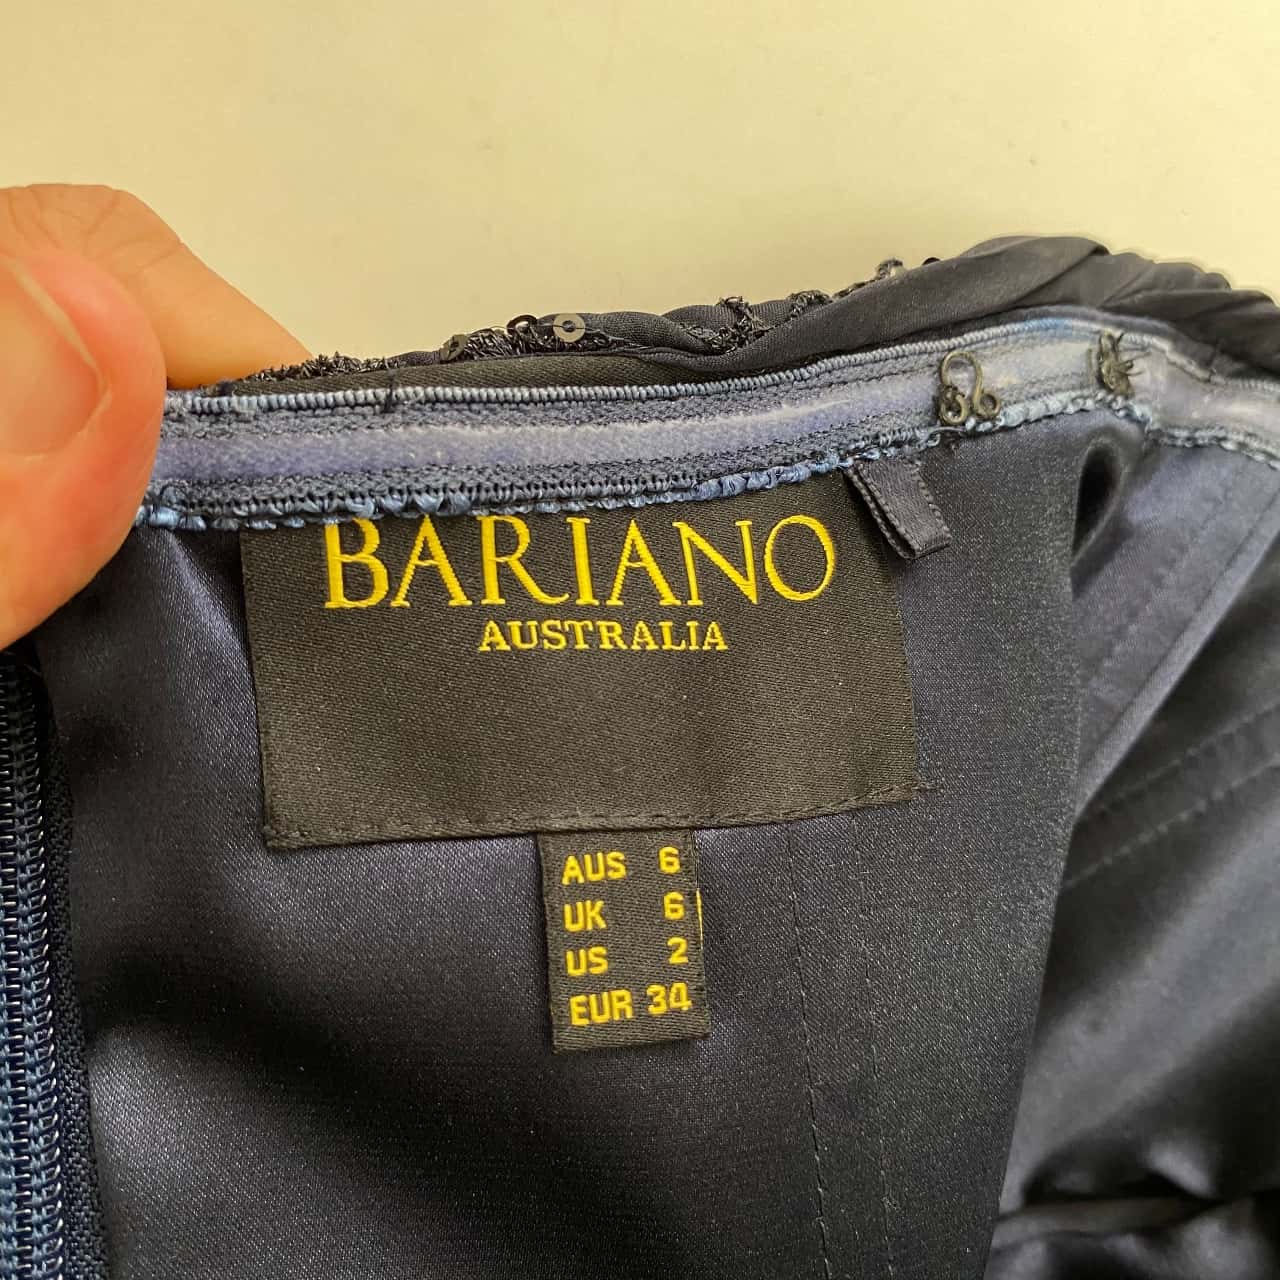 BARIANO
AUSTRALIA
AUS 6
UK 6
US 2
EUR 34